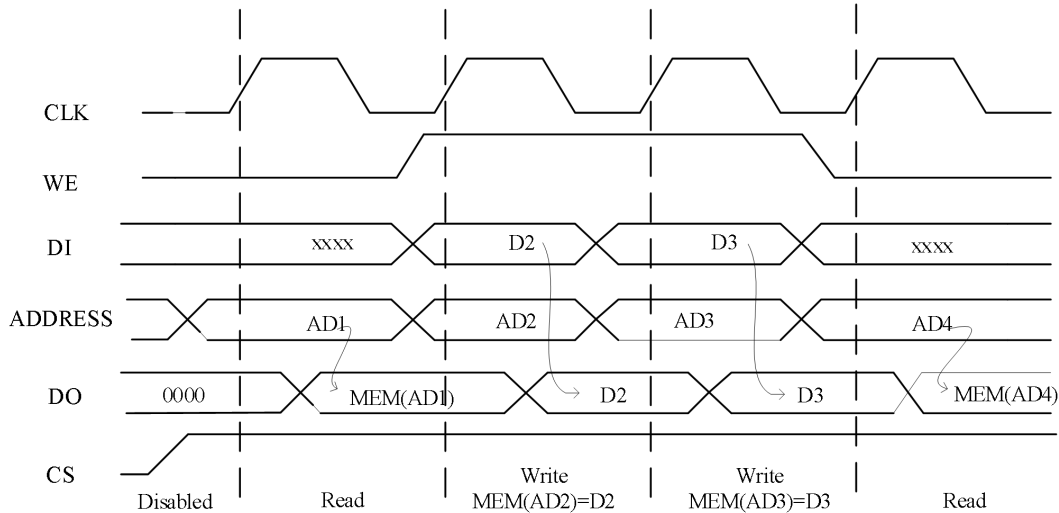 CLK
WE
DI xxxx D2 D3 xxxx
ADDRESS AD1 AD2 AD3 AD4
DO 0000 MEM(AD1) D2 D3 MEM(AD4)
CS
Disabled Read Write MEM(AD2)=D2 Write MEM(AD3)=D3 Read